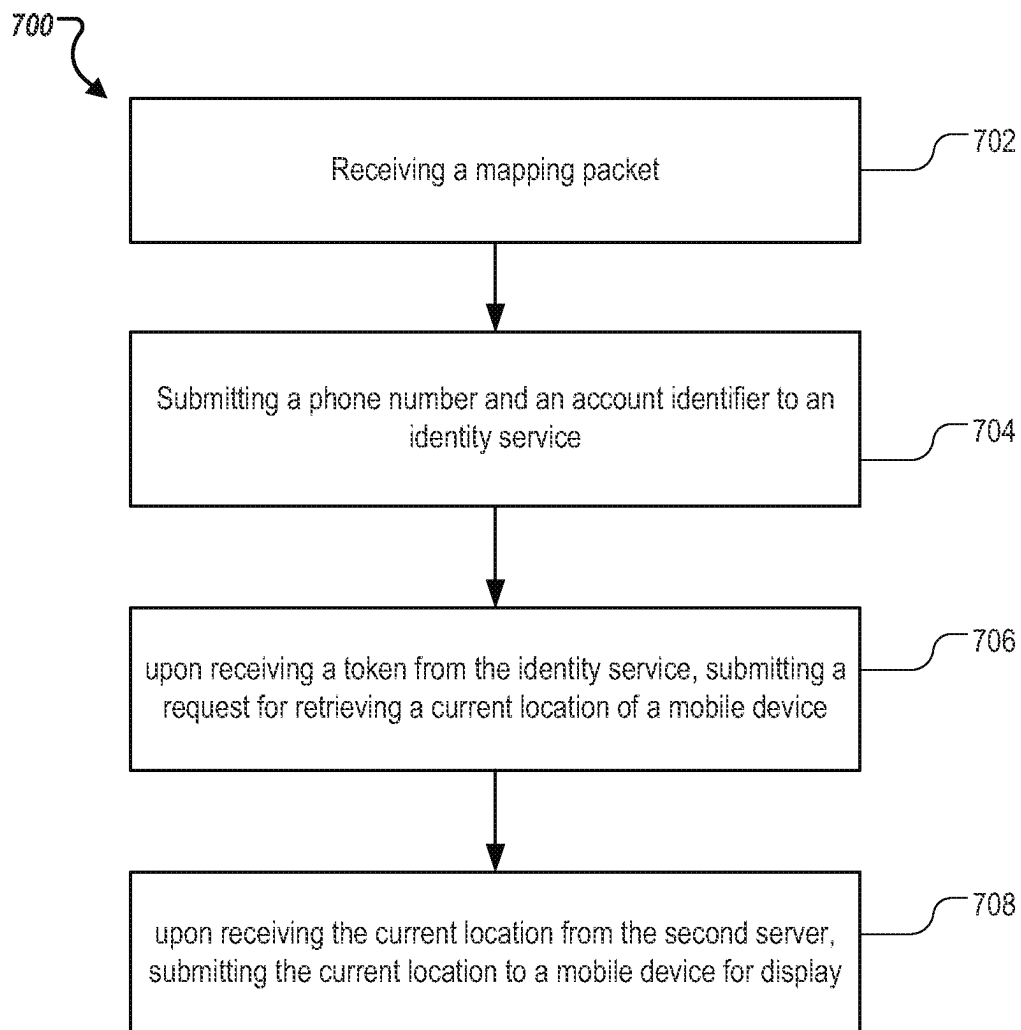 700
Receiving a mapping packet
702
Submitting a phone number and an account identifier to an
identity service
704
upon receiving a token from the identity service, submitting a
request for retrieving a current location of a mobile device
706
upon receiving the current location from the second server,
submitting the current location to a mobile device for display
708